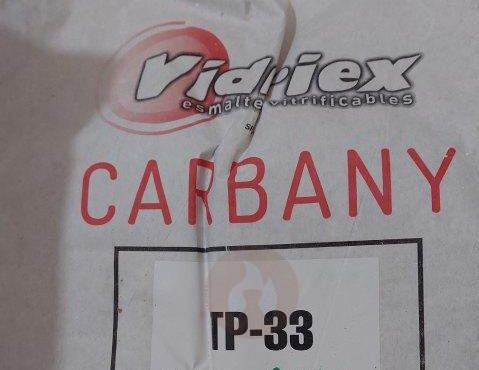 Vidriex
esmalte vitrificables
CARBANY
TP-33